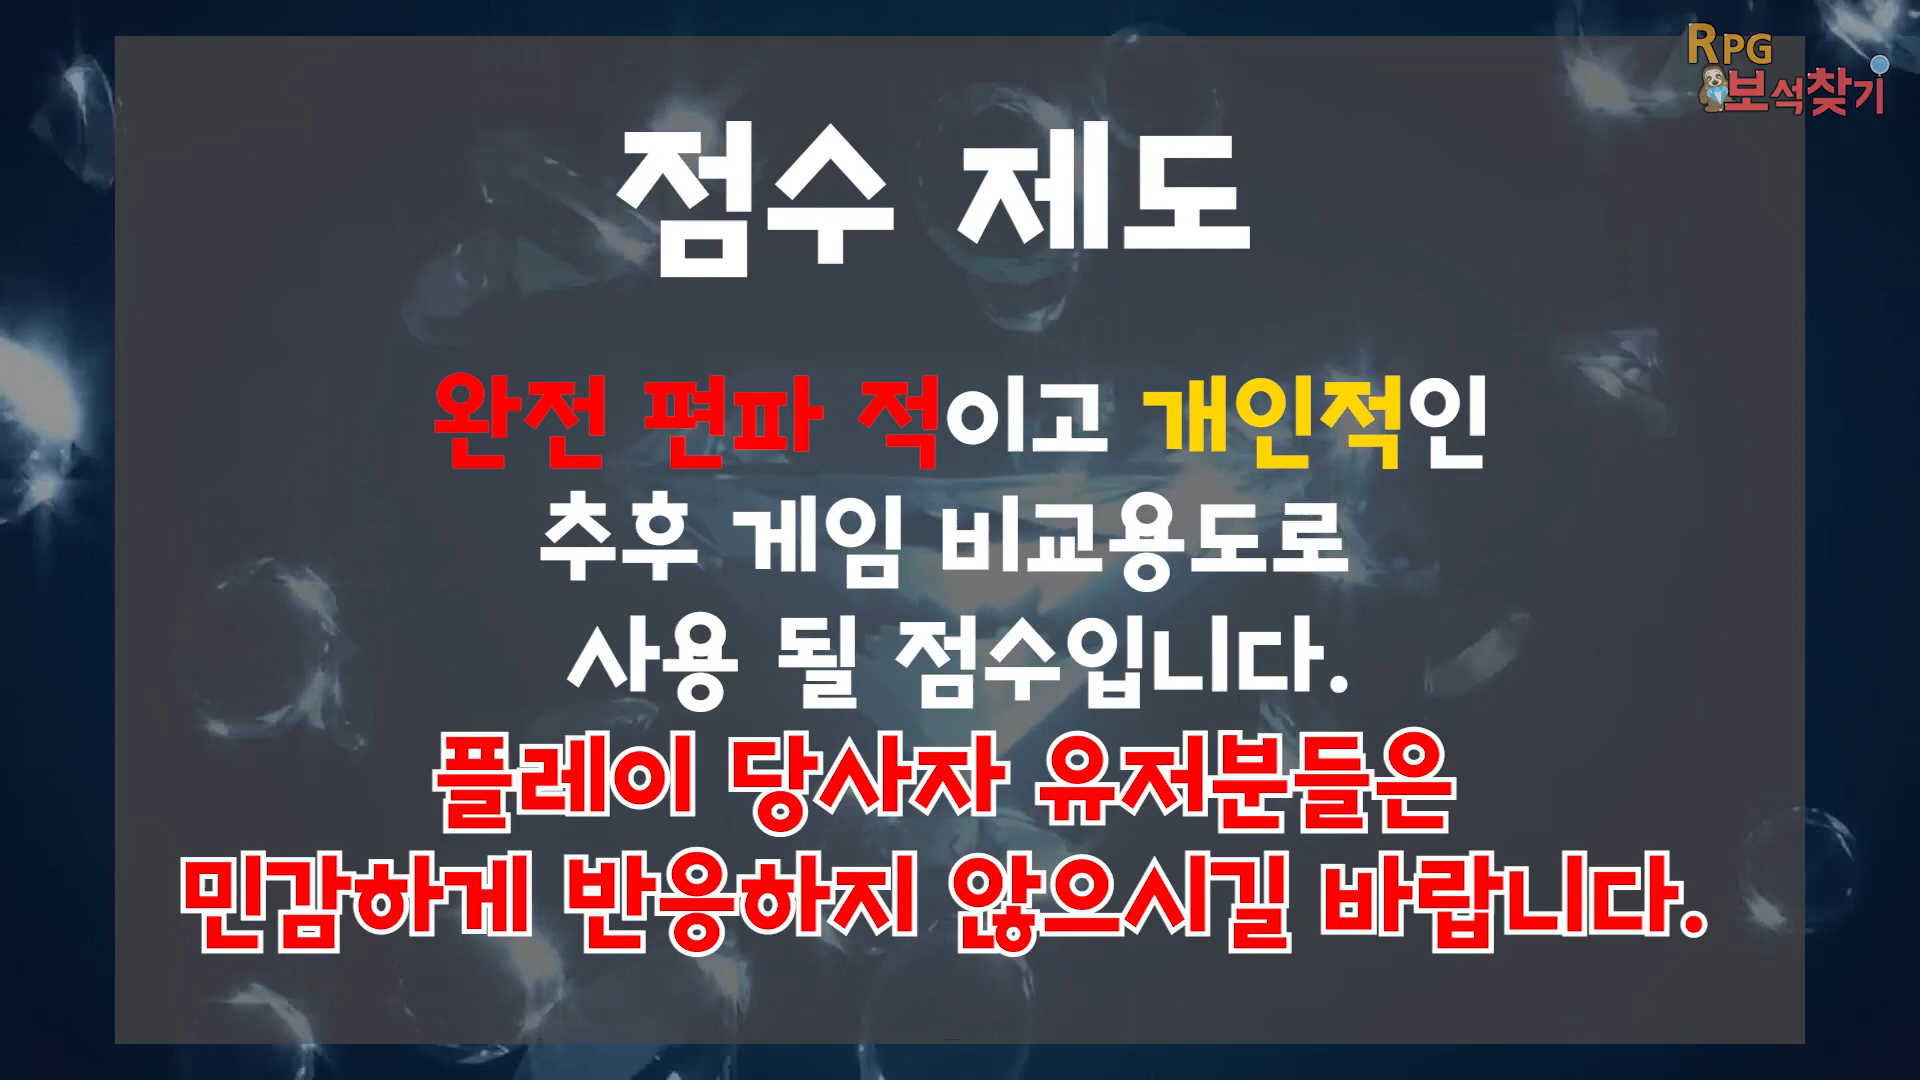 RPG
보석찾기
점수 제도
완전 편파 적이고 개인적인
추후 게임 비교용도로
사용 될 점수입니다.
플레이 당사자 유저분들은
민감하게 반응하지 않으시길 바랍니다.